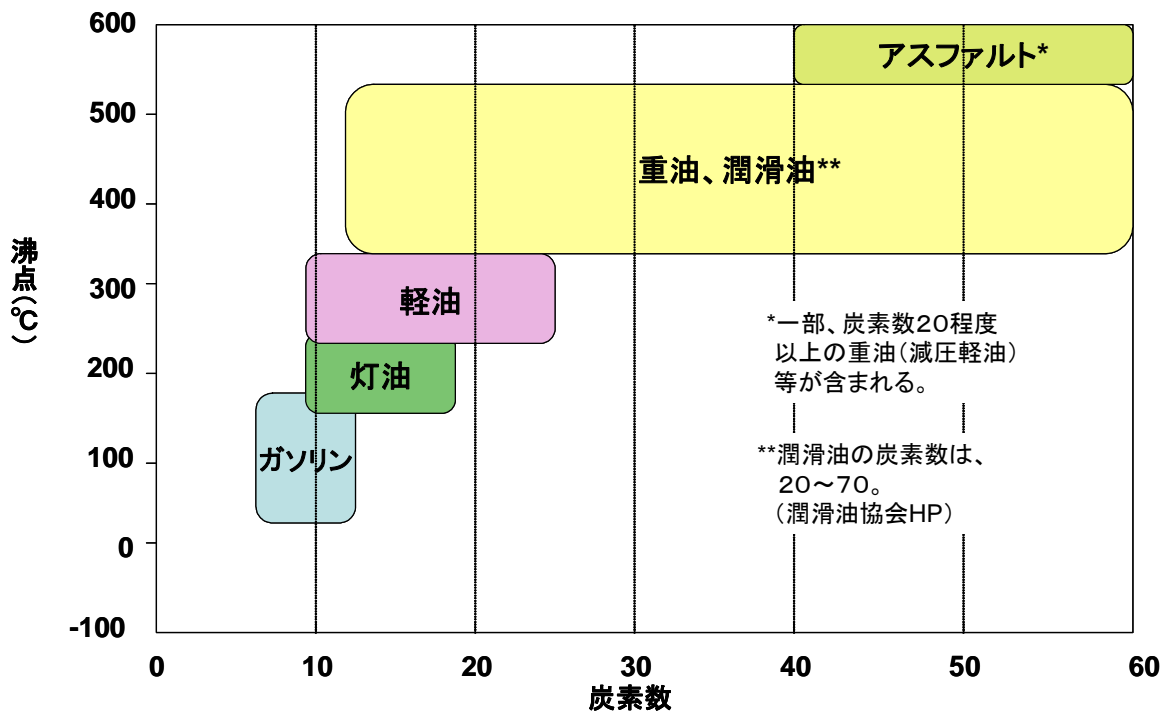 600
500
400
300
200
100
0
-100
沸点(℃)
アスファルト*
重油、潤滑油**
軽油
灯油
ガソリン
*一部、炭素数20程度
以上の重油(減圧軽油)
等が含まれる。
**潤滑油の炭素数は、
20~70。
(潤滑油協会HP)
0 10 20 30 40 50 60
炭素数